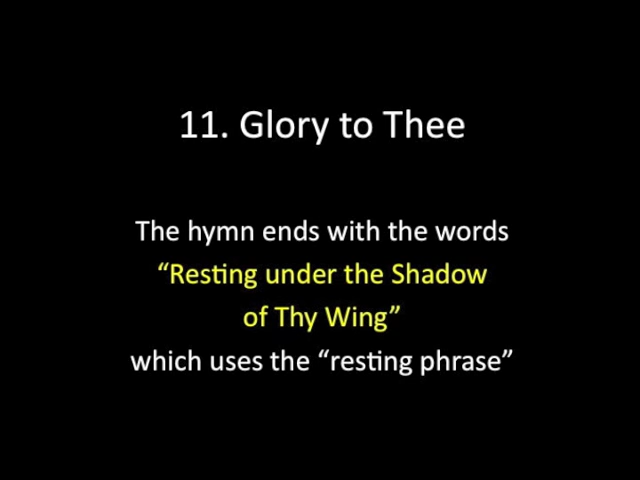 11. Glory to Thee
The hymn ends with the words
“Resting under the Shadow
of Thy Wing”
which uses the “resting phrase”